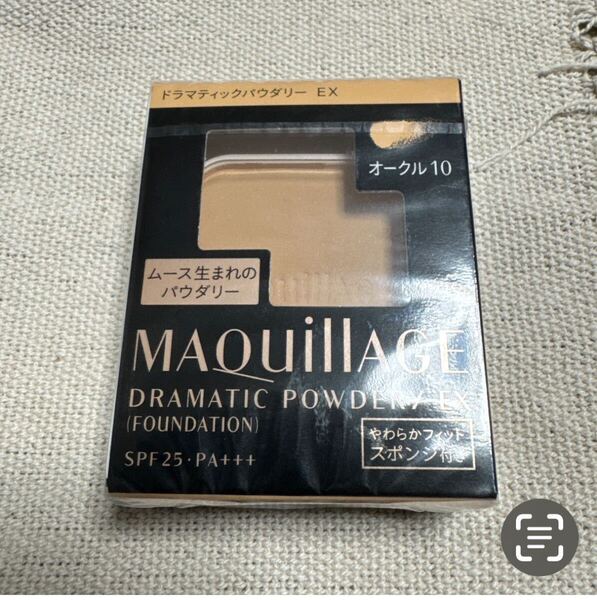 ドラマティックパウダリー EX
オークル10
ムース生まれの
パウダリー
MAQuillAGE
DRAMATIC POWDERY EX
(FOUNDATION)
SPF25・PA+++
やわらかフィット
スポンジ付き